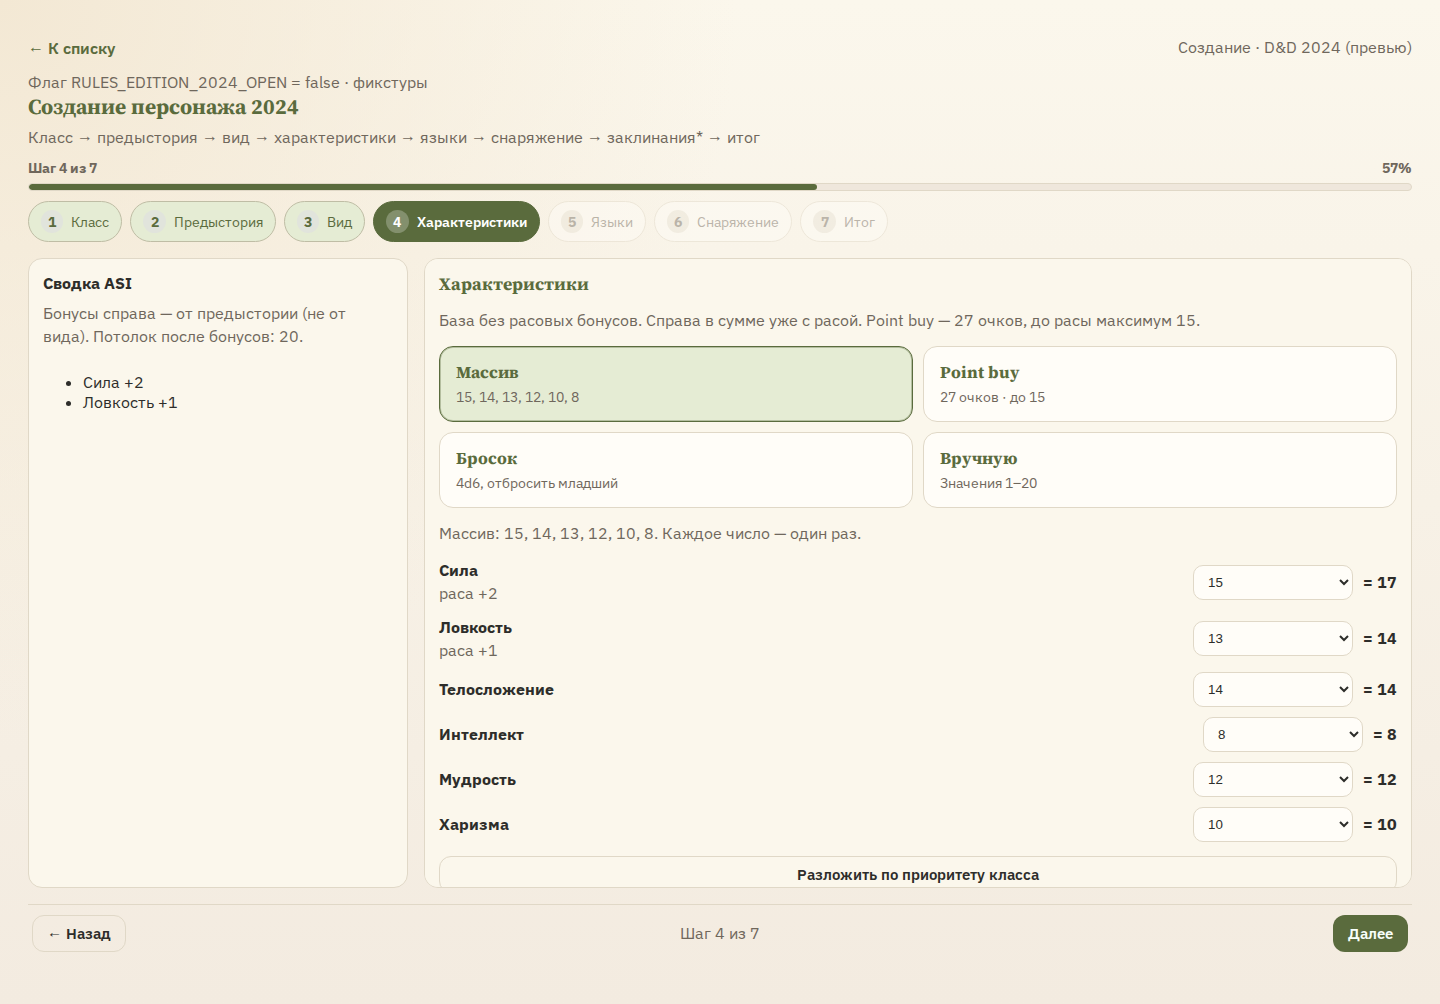 ← К списку
Создание · D&D 2024 (превью)
Флаг RULES_EDITION_2024_OPEN = false · фикстуры
Создание персонажа 2024
Класс → предыстория → вид → характеристики → языки → снаряжение → заклинания* → итог
Шаг 4 из 7
57%
1 Класс
2 Предыстория
3 Вид
4 Характеристики
5 Языки
6 Снаряжение
7 Итог
Сводка ASI
Бонусы справа — от предыстории (не от
вида). Потолок после бонусов: 20.
• Сила +2
• Ловкость +1
Характеристики
База без расовых бонусов. Справа в сумме уже с расой. Point buy — 27 очков, до расы максимум 15.
Массив
15, 14, 13, 12, 10, 8
Point buy
27 очков · до 15
Бросок
4d6, отбросить младший
Вручную
Значения 1–20
Массив: 15, 14, 13, 12, 10, 8. Каждое число — один раз.
Сила
раса +2
15 = 17
Ловкость
раса +1
13 = 14
Телосложение 14 = 14
Интеллект 8 = 8
Мудрость 12 = 12
Харизма 10 = 10
Разложить по приоритету класса
← Назад
Шаг 4 из 7
Далее